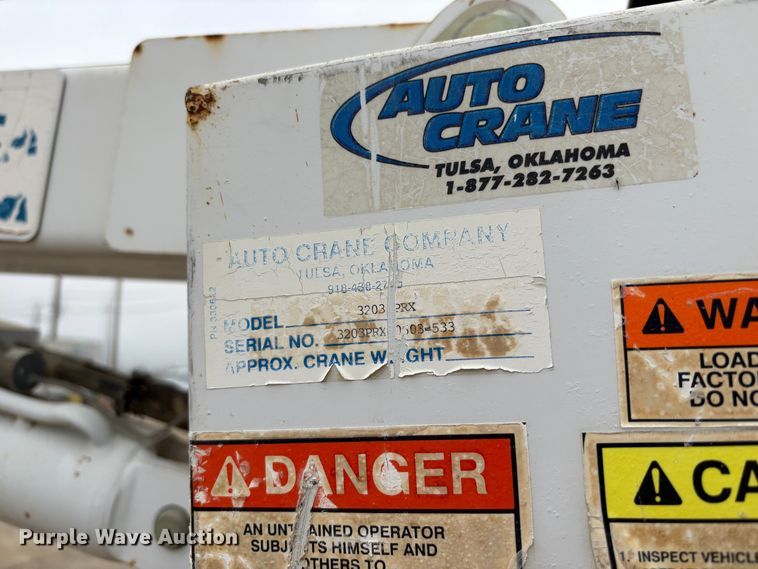 AUTO
CRANE
TULSA, OKLAHOMA
1-877-282-7263
AUTO CRANE COMPANY
TULSA, OKLAHOMA
MODEL 3203 PRX
SERIAL NO.
APPROX. CRANE WEIGHT
WA
LOAD
FACTO
DO NO
DANGER
AN UNTRAINED OPERATOR
SUBJECTS HIMSELF AND
OTHERS TO
CA
1. INSPECT VEHICLE
Purple Wave Auction